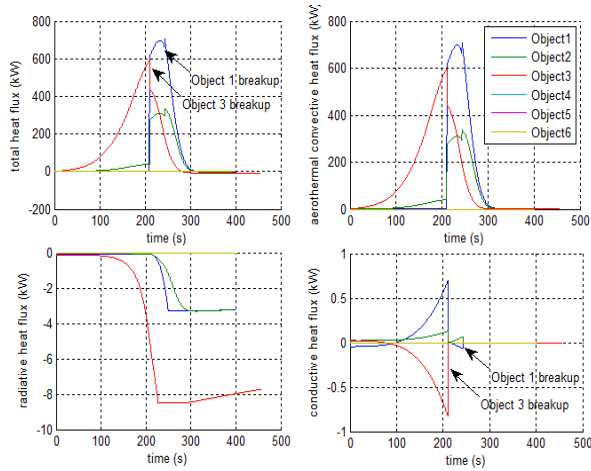 total heat flux (kW)
800
600
400
200
0
-200
Object 1 breakup
Object 3 breakup
0
100
200
300
400
500
time (s)
aerothermal convective heat flux (kW)
800
600
400
200
0
Object1
Object2
Object3
Object4
Object5
Object6
0
100
200
300
400
500
time (s)
radiative heat flux (kW)
0
-2
-4
-6
-8
-10
0
100
200
300
400
500
time (s)
conductive heat flux (kW)
1
0.5
0
-0.5
-1
Object 1 breakup
Object 3 breakup
0
100
200
300
400
500
time (s)